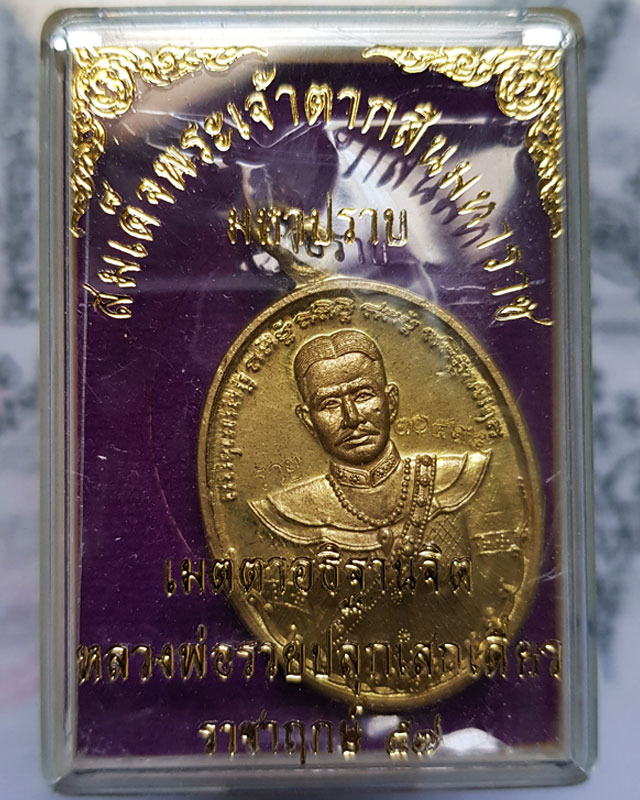 สมเด็จพระเจ้าตากสินมหาราช
มหาปราบ
รวย
เมตตาอธิฐานจิต
หลวงพ่อรวยปลุกเสกเดี่ยว
ราชาฤกษ์ ๕๗